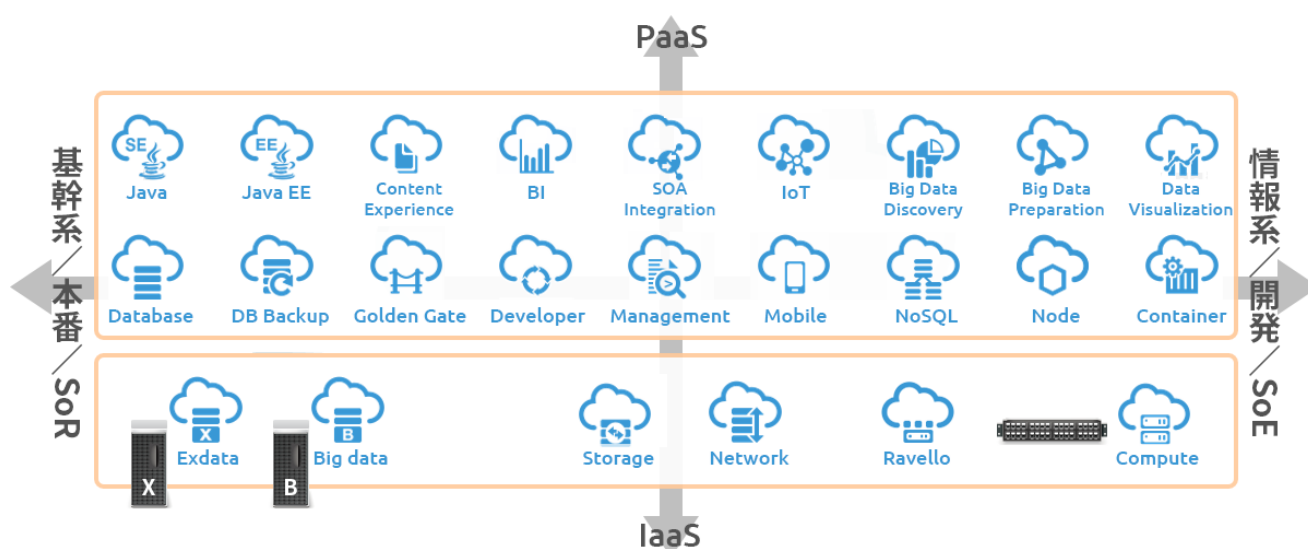 PaaS
基幹系／本番／SoR
SE
EE
Java
Java EE
Content
Experience
BI
SOA
Integration
IoT
Big Data
Discovery
Big Data
Preparation
Data
Visualization
Database
DB Backup
Golden Gate
Developer
Management
Mobile
NoSQL
Node
Container
情報系／開発／SoE
X
Exdata
X
B
Big data
B
Storage
Network
Ravello
Compute
IaaS